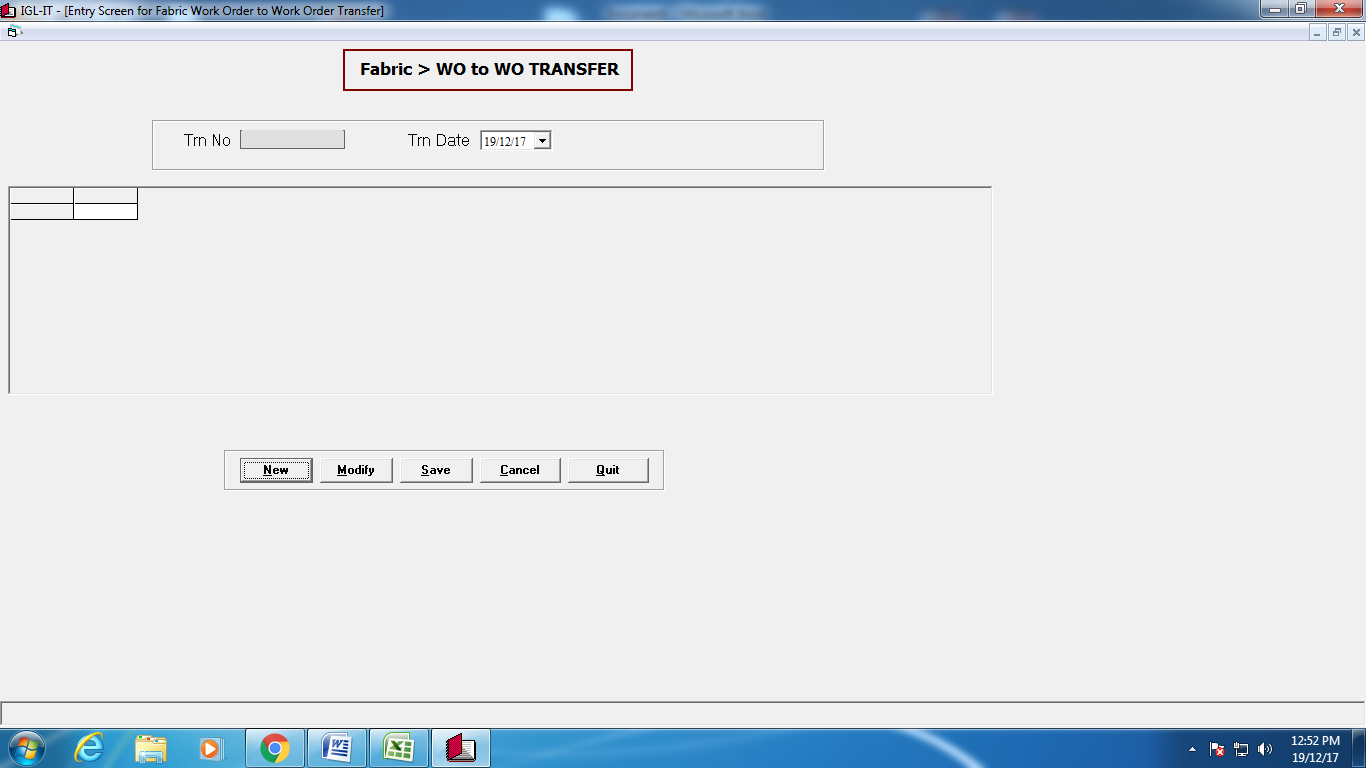 IGL-IT - [Entry Screen for Fabric Work Order to Work Order Transfer]
Fabric > WO to WO TRANSFER
Trn No
Trn Date 19/12/17
New Modify Save Cancel Quit
12:52 PM
19/12/17